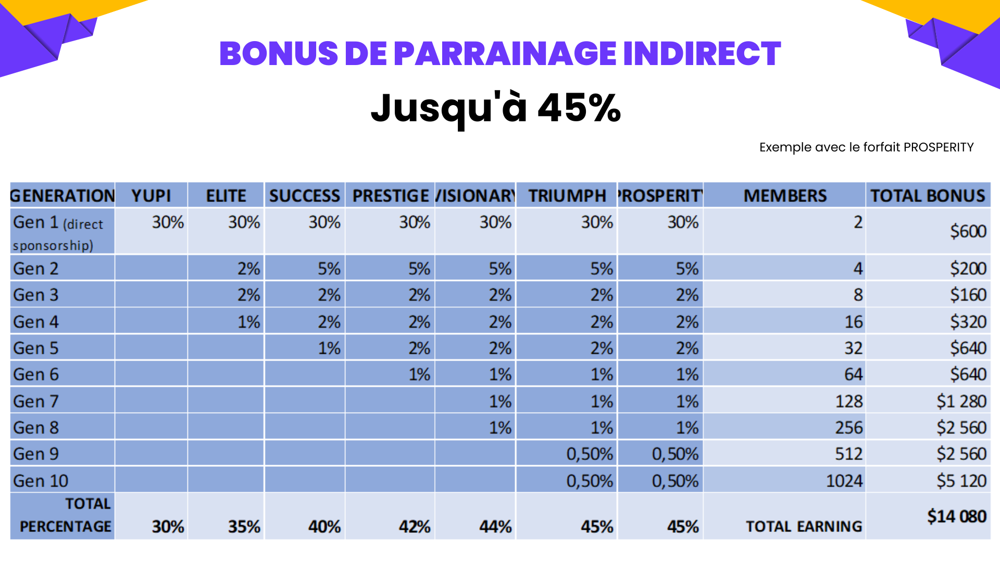 BONUS DE PARRAINAGE INDIRECT
Jusqu'à 45%
Exemple avec le forfait PROSPERITY
GENERATION YUPI ELITE SUCCESS PRESTIGE VISIONARY TRIUMPH PROSPERITY MEMBERS TOTAL BONUS
Gen 1 (direct sponsorship) 30% 30% 30% 30% 30% 30% 30% 2 $600
Gen 2 2% 5% 5% 5% 5% 5% 4 $200
Gen 3 2% 2% 2% 2% 2% 2% 8 $160
Gen 4 1% 2% 2% 2% 2% 2% 16 $320
Gen 5 1% 2% 2% 2% 2% 32 $640
Gen 6 1% 1% 1% 1% 64 $640
Gen 7 1% 1% 1% 128 $1 280
Gen 8 1% 1% 1% 256 $2 560
Gen 9 0,50% 0,50% 512 $2 560
Gen 10 0,50% 0,50% 1024 $5 120
TOTAL PERCENTAGE 30% 35% 40% 42% 44% 45% 45% TOTAL EARNING $14 080